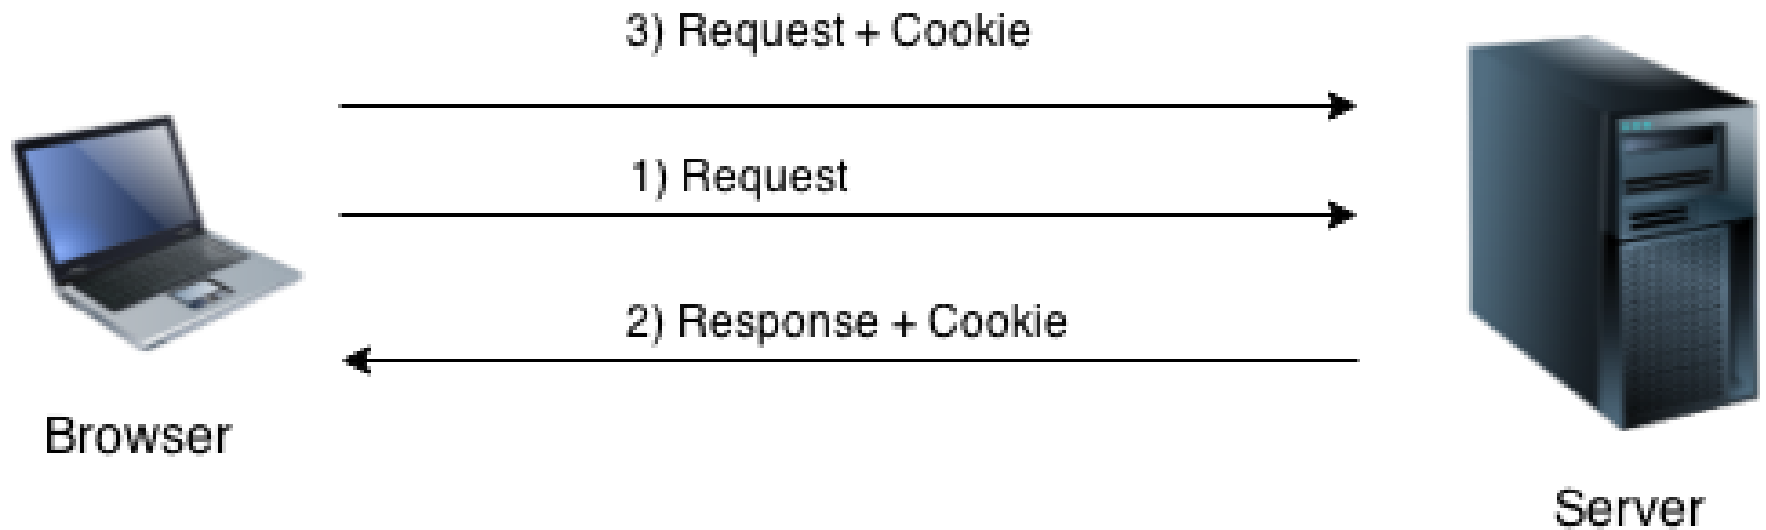 3) Request + Cookie
1) Request
2) Response + Cookie
Browser
Server